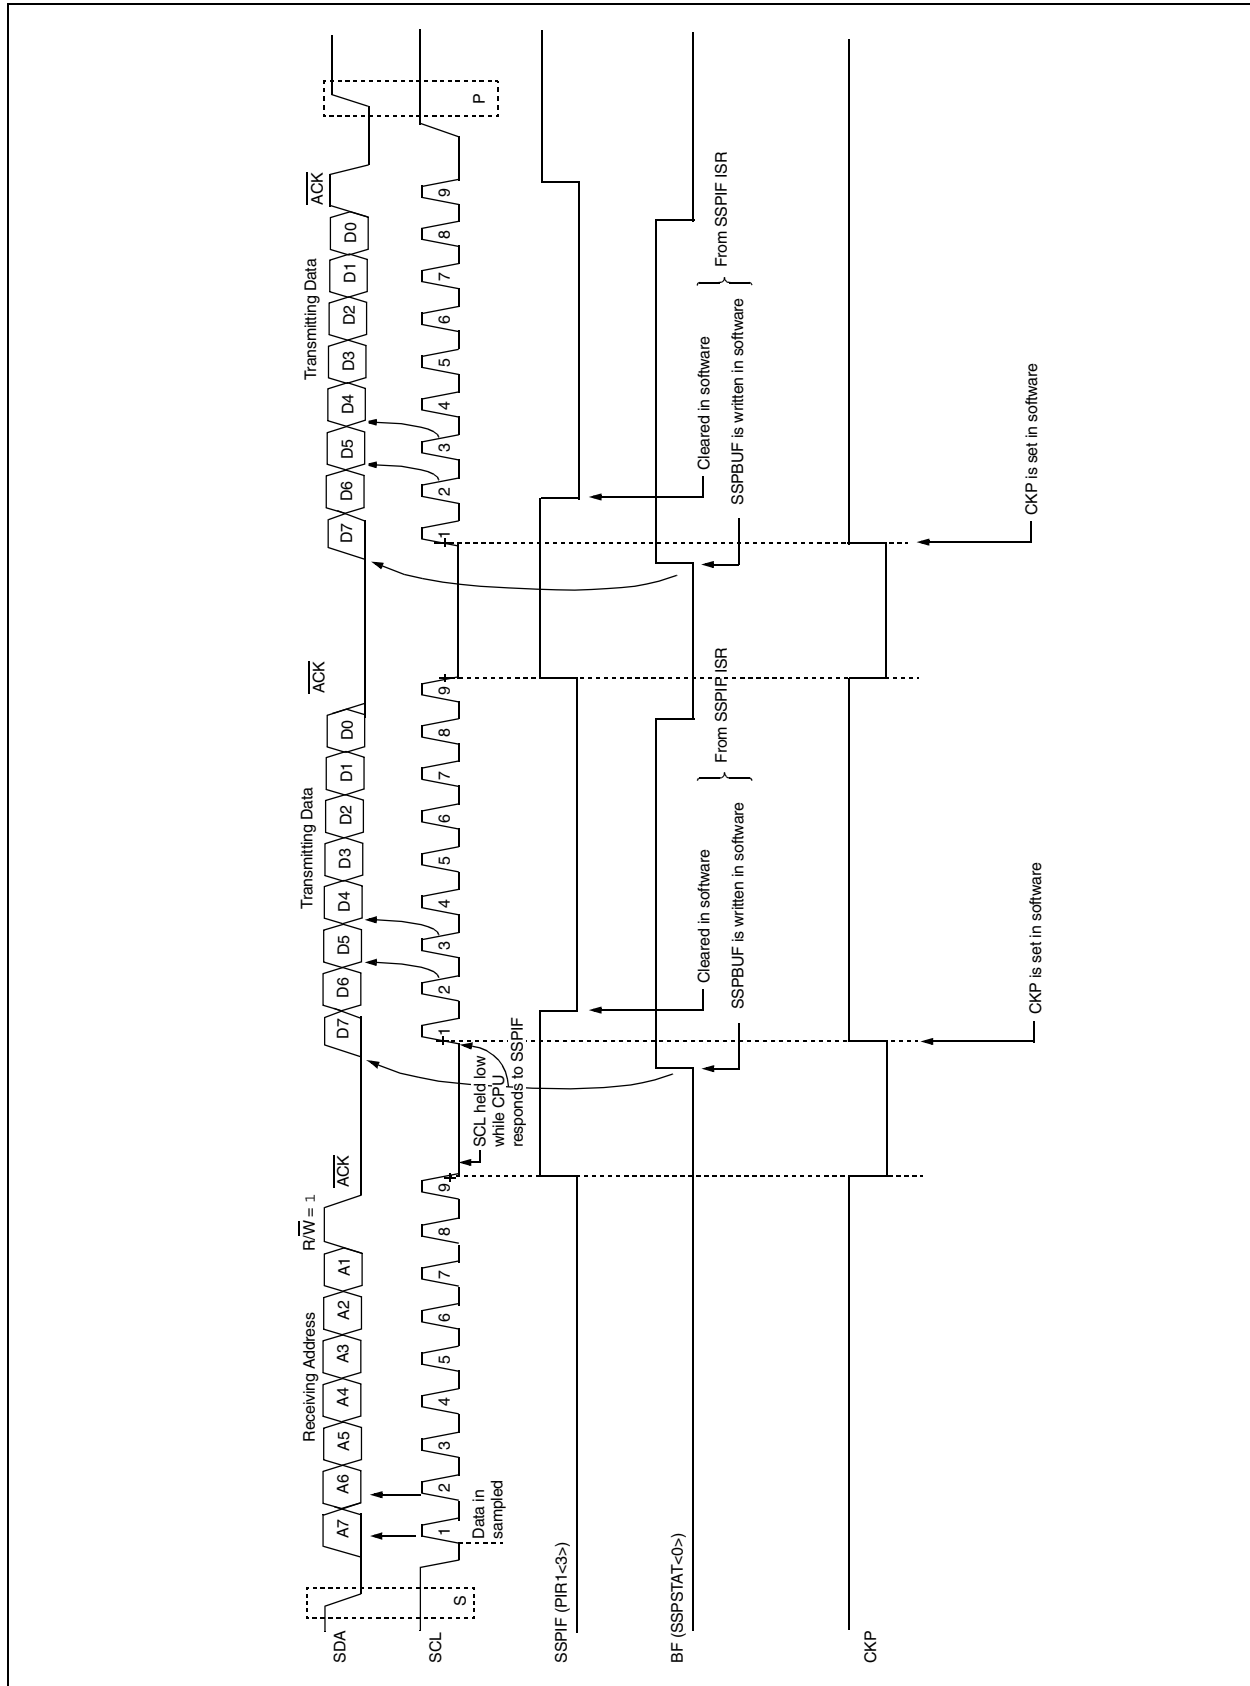 Receiving Address
R/W = 1
ACK
Transmitting Data
ACK
Transmitting Data
ACK
SDA
A7 A6 A5 A4 A3 A2 A1
D7 D6 D5 D4 D3 D2 D1 D0
D7 D6 D5 D4 D3 D2 D1 D0
SCL
S
1 2 3 4 5 6 7 8 9
1 2 3 4 5 6 7 8 9
1 2 3 4 5 6 7 8 9
P
Data in
sampled
SCL held low
while CPU
responds to SSPIF
SSPIF (PIR1<3>)
BF (SSPSTAT<0>)
Cleared in software
SSPBUF is written in software
From SSPIF ISR
Cleared in software
SSPBUF is written in software
From SSPIF ISR
CKP
CKP is set in software
CKP is set in software